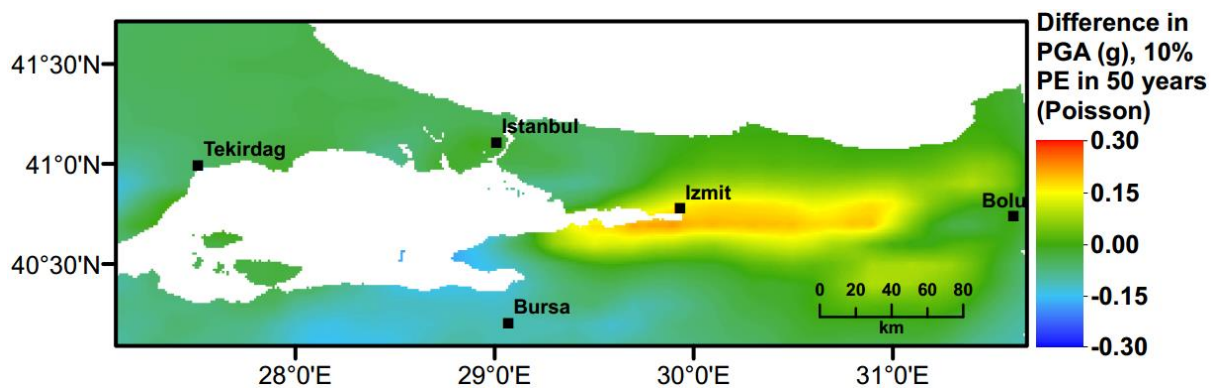 Difference in
PGA (g), 10%
PE in 50 years
(Poisson)
0.30
0.15
0.00
-0.15
-0.30
41°30'N
41°0'N
40°30'N
Istanbul
Tekirdag
Izmit
Bolu
Bursa
0 20 40 60 80
km
28°0'E 29°0'E 30°0'E 31°0'E